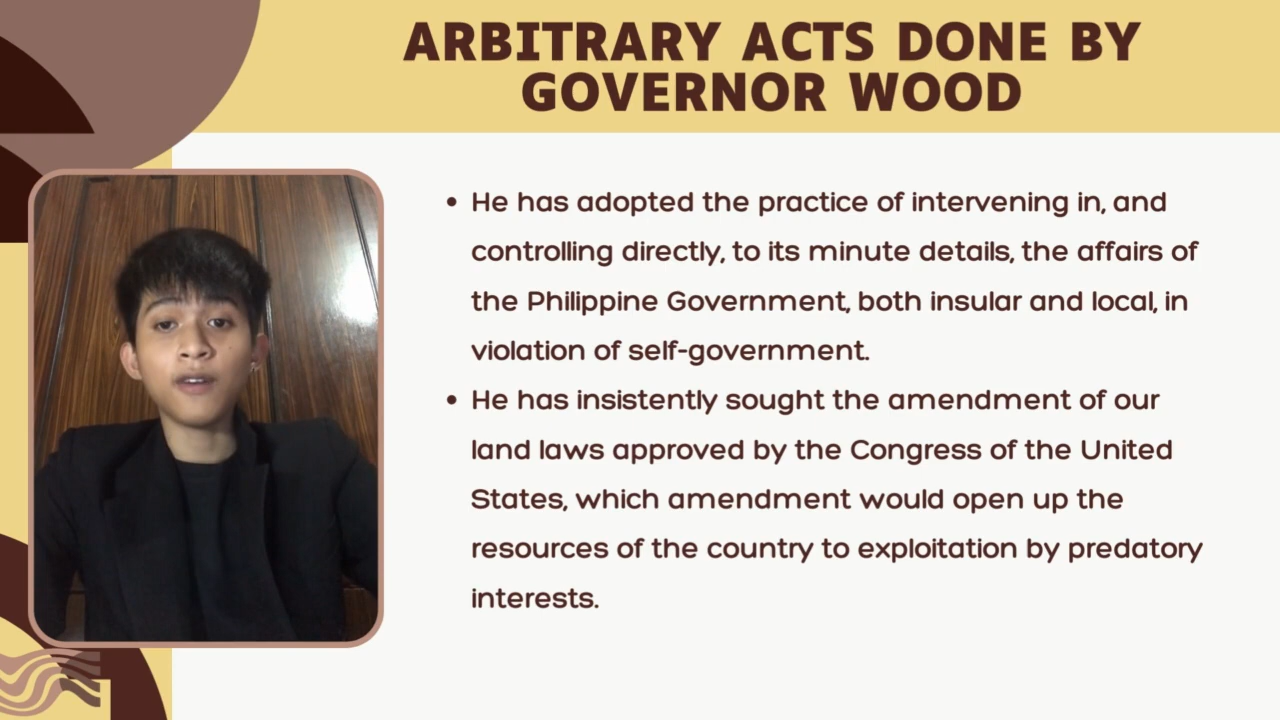 ARBITRARY ACTS DONE BY
GOVERNOR WOOD
• He has adopted the practice of intervening in, and
controlling directly, to its minute details, the affairs of
the Philippine Government, both insular and local, in
violation of self-government.
• He has insistently sought the amendment of our
land laws approved by the Congress of the United
States, which amendment would open up the
resources of the country to exploitation by predatory
interests.